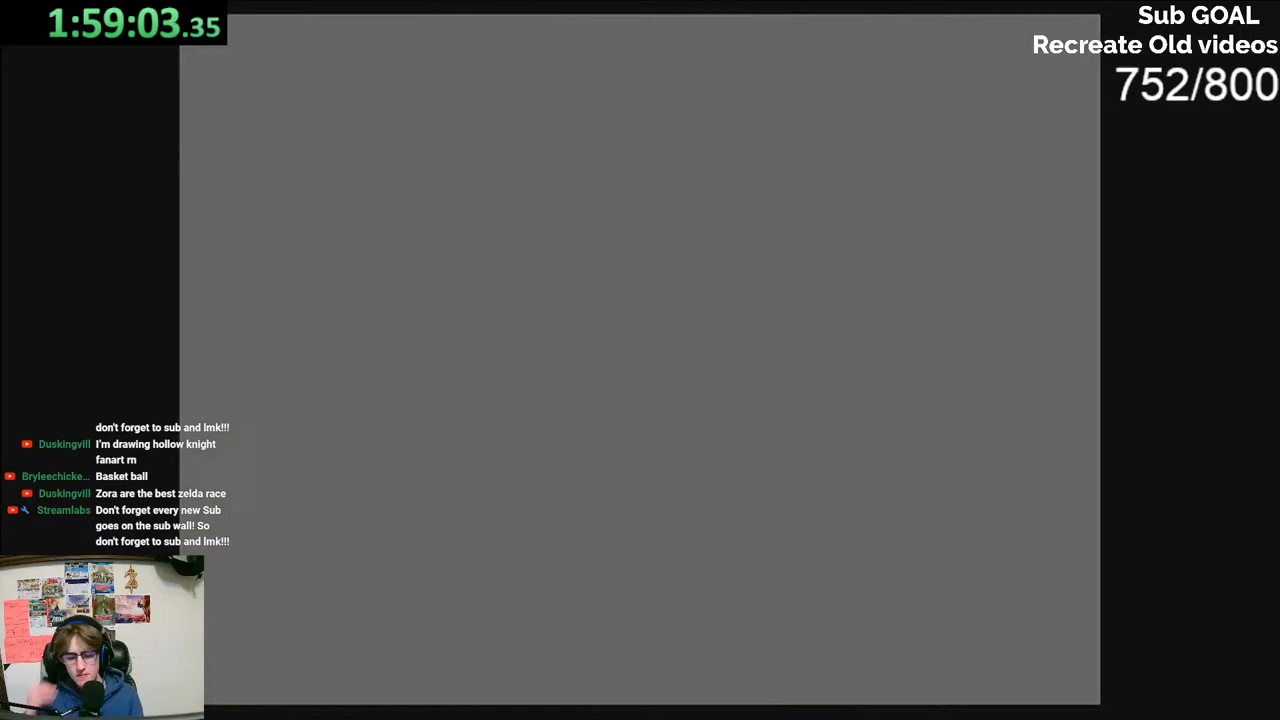 1:59:03.35
Sub GOAL
Recreate Old videos
752/800
don't forget to sub and lmk!!!
Duskingvill I'm drawing hollow knight
fanart rn
Bryleechicke... Basket ball
Duskingvill Zora are the best zelda race
Streamlabs Don't forget every new Sub
goes on the sub wall! So
don't forget to sub and lmk!!!